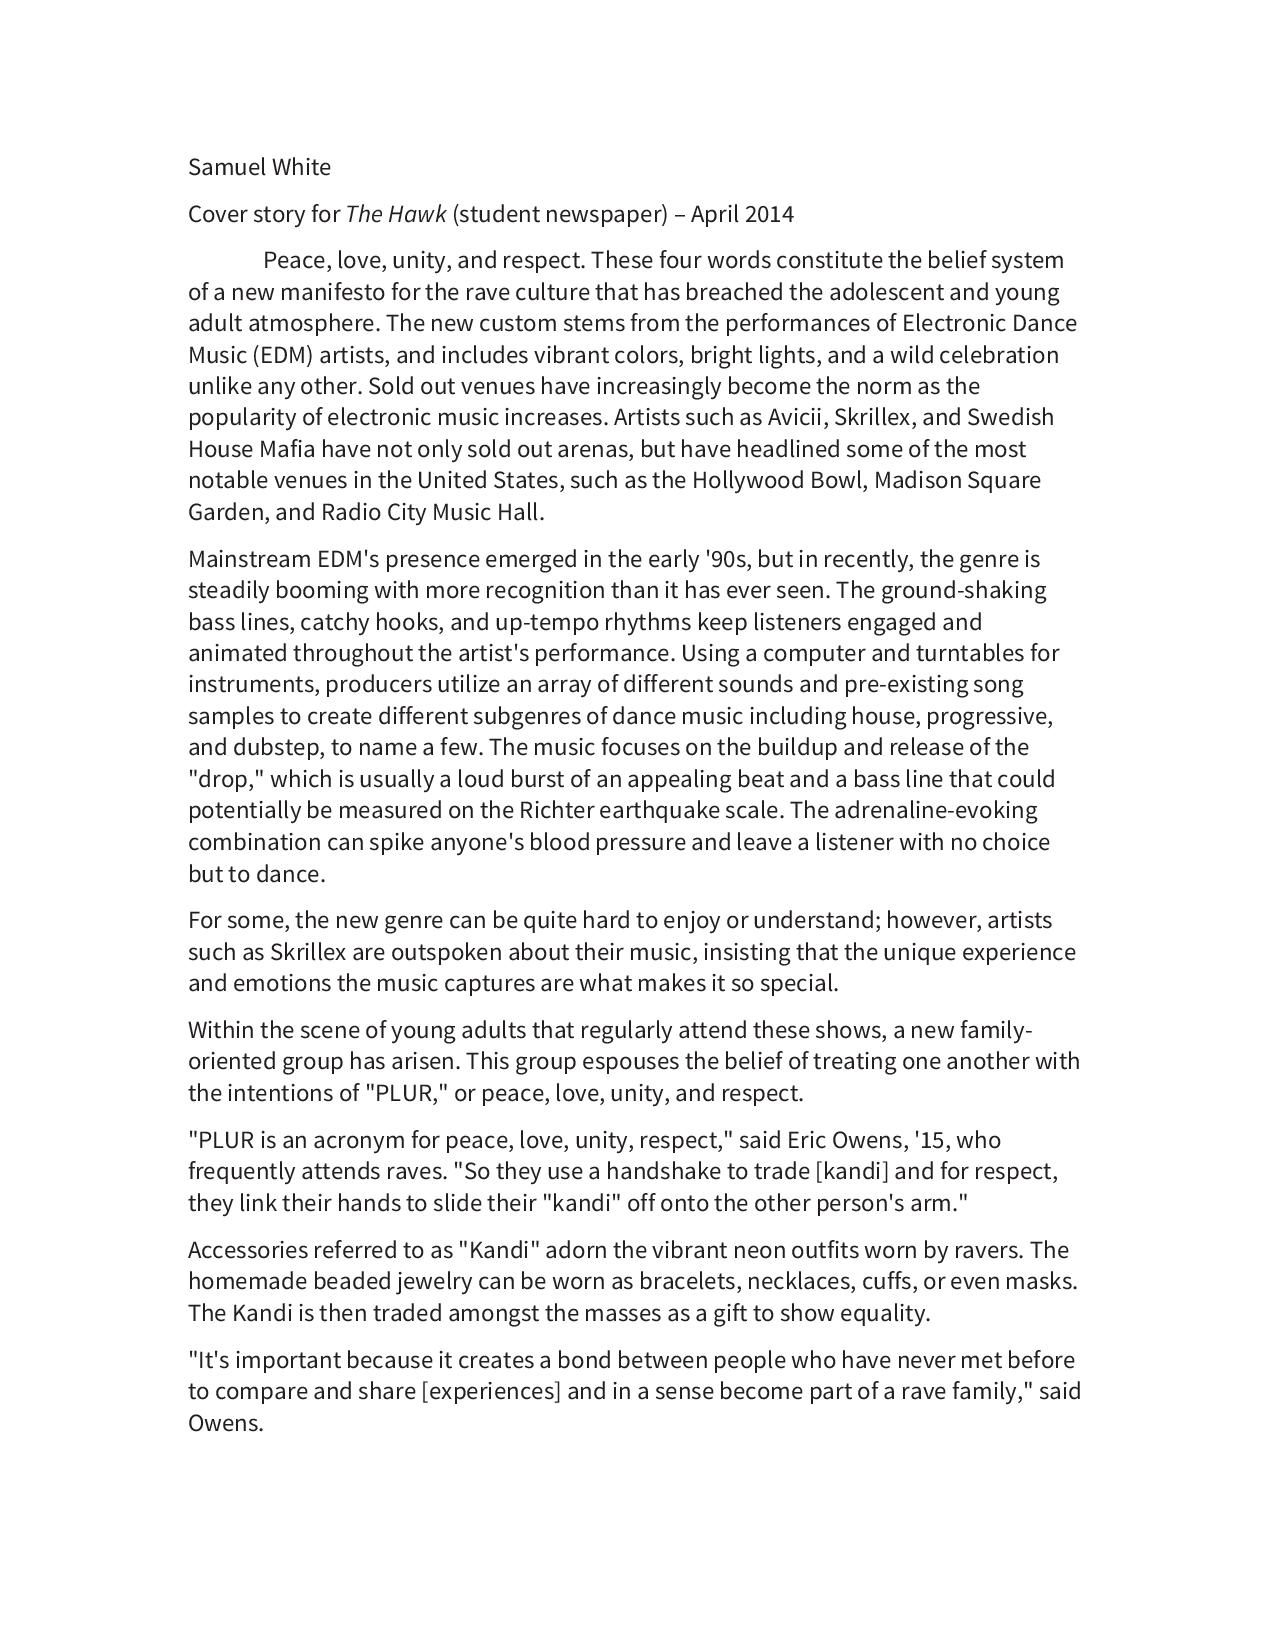 Samuel White
Cover story for The Hawk (student newspaper) – April 2014
Peace, love, unity, and respect. These four words constitute the belief system
of a new manifesto for the rave culture that has breached the adolescent and young
adult atmosphere. The new custom stems from the performances of Electronic Dance
Music (EDM) artists, and includes vibrant colors, bright lights, and a wild celebration
unlike any other. Sold out venues have increasingly become the norm as the
popularity of electronic music increases. Artists such as Avicii, Skrillex, and Swedish
House Mafia have not only sold out arenas, but have headlined some of the most
notable venues in the United States, such as the Hollywood Bowl, Madison Square
Garden, and Radio City Music Hall.
Mainstream EDM's presence emerged in the early '90s, but in recently, the genre is
steadily booming with more recognition than it has ever seen. The ground-shaking
bass lines, catchy hooks, and up-tempo rhythms keep listeners engaged and
animated throughout the artist's performance. Using a computer and turntables for
instruments, producers utilize an array of different sounds and pre-existing song
samples to create different subgenres of dance music including house, progressive,
and dubstep, to name a few. The music focuses on the buildup and release of the
"drop," which is usually a loud burst of an appealing beat and a bass line that could
potentially be measured on the Richter earthquake scale. The adrenaline-evoking
combination can spike anyone's blood pressure and leave a listener with no choice
but to dance.
For some, the new genre can be quite hard to enjoy or understand; however, artists
such as Skrillex are outspoken about their music, insisting that the unique experience
and emotions the music captures are what makes it so special.
Within the scene of young adults that regularly attend these shows, a new family-
oriented group has arisen. This group espouses the belief of treating one another with
the intentions of "PLUR," or peace, love, unity, and respect.
"PLUR is an acronym for peace, love, unity, respect," said Eric Owens, '15, who
frequently attends raves. "So they use a handshake to trade [kandi] and for respect,
they link their hands to slide their "kandi" off onto the other person's arm."
Accessories referred to as "Kandi" adorn the vibrant neon outfits worn by ravers. The
homemade beaded jewelry can be worn as bracelets, necklaces, cuffs, or even masks.
The Kandi is then traded amongst the masses as a gift to show equality.
"It's important because it creates a bond between people who have never met before
to compare and share [experiences] and in a sense become part of a rave family," said
Owens.